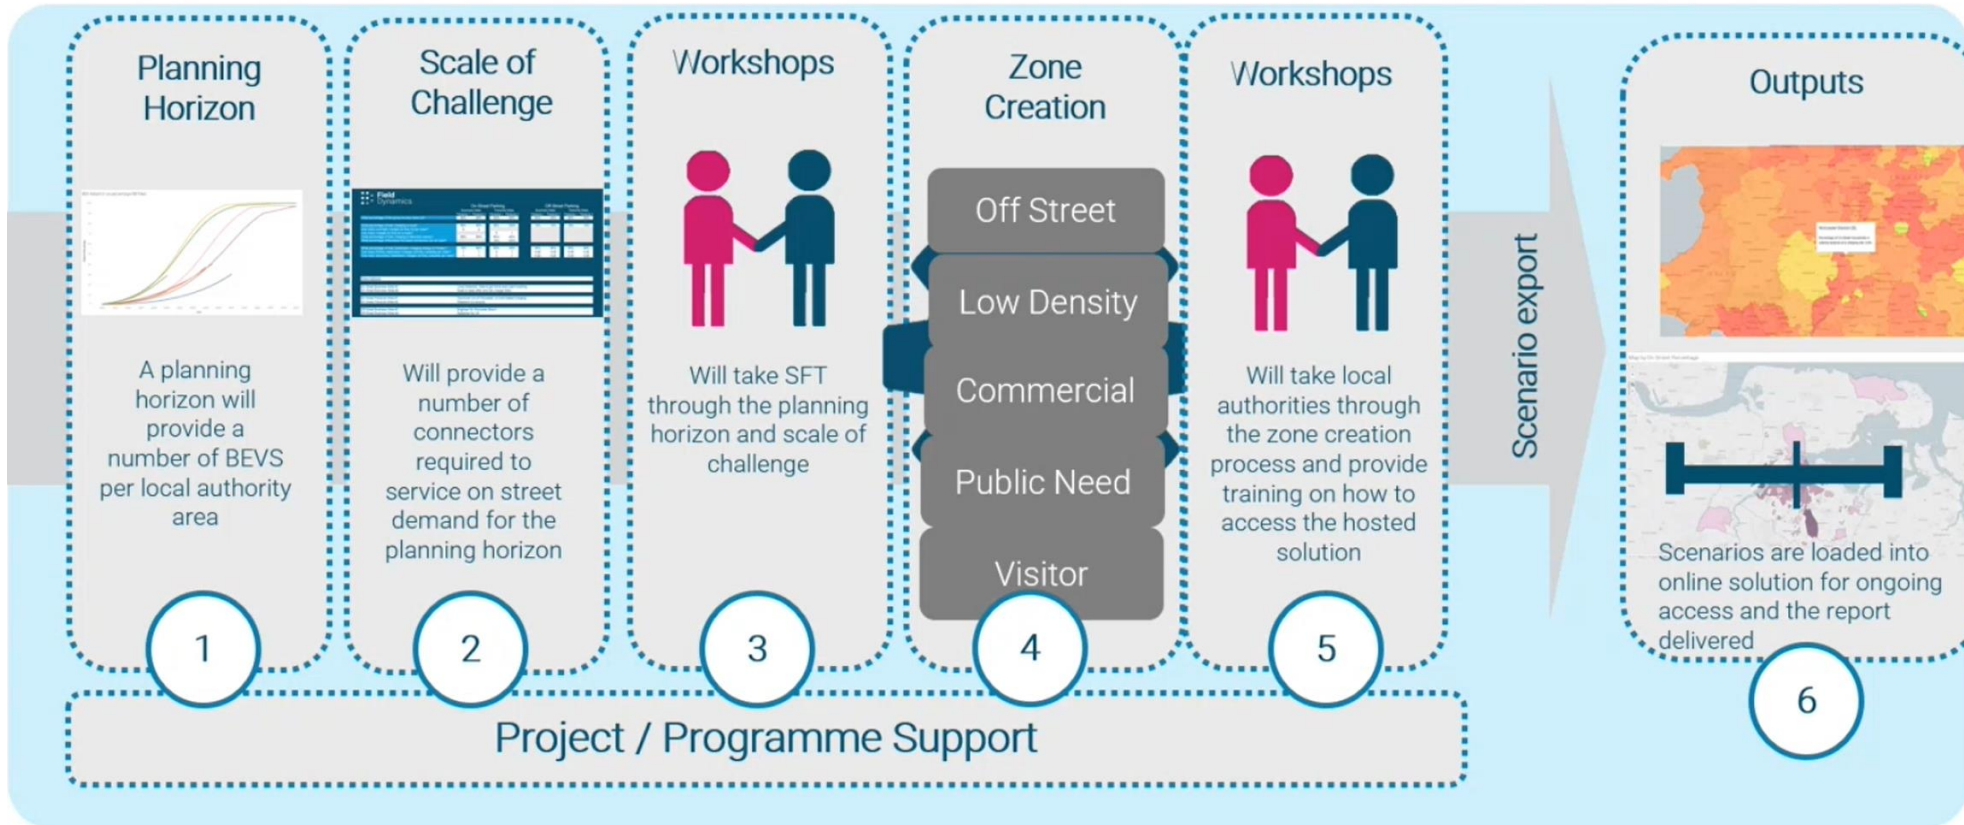 Planning
Horizon
A planning
horizon will
provide a
number of BEVS
per local authority
area
1
Scale of
Challenge
Field
Dynamics
Will provide a
number of
connectors
required to
service on street
demand for the
planning horizon
2
Workshops
Will take SFT
through the planning
horizon and scale of
challenge
3
Zone
Creation
Off Street
Low Density
Commercial
Public Need
Visitor
4
Workshops
Will take local
authorities through
the zone creation
process and provide
training on how to
access the hosted
solution
5
Scenario export
Outputs
Scenarios are loaded into
online solution for ongoing
access and the report
delivered
6
Project / Programme Support